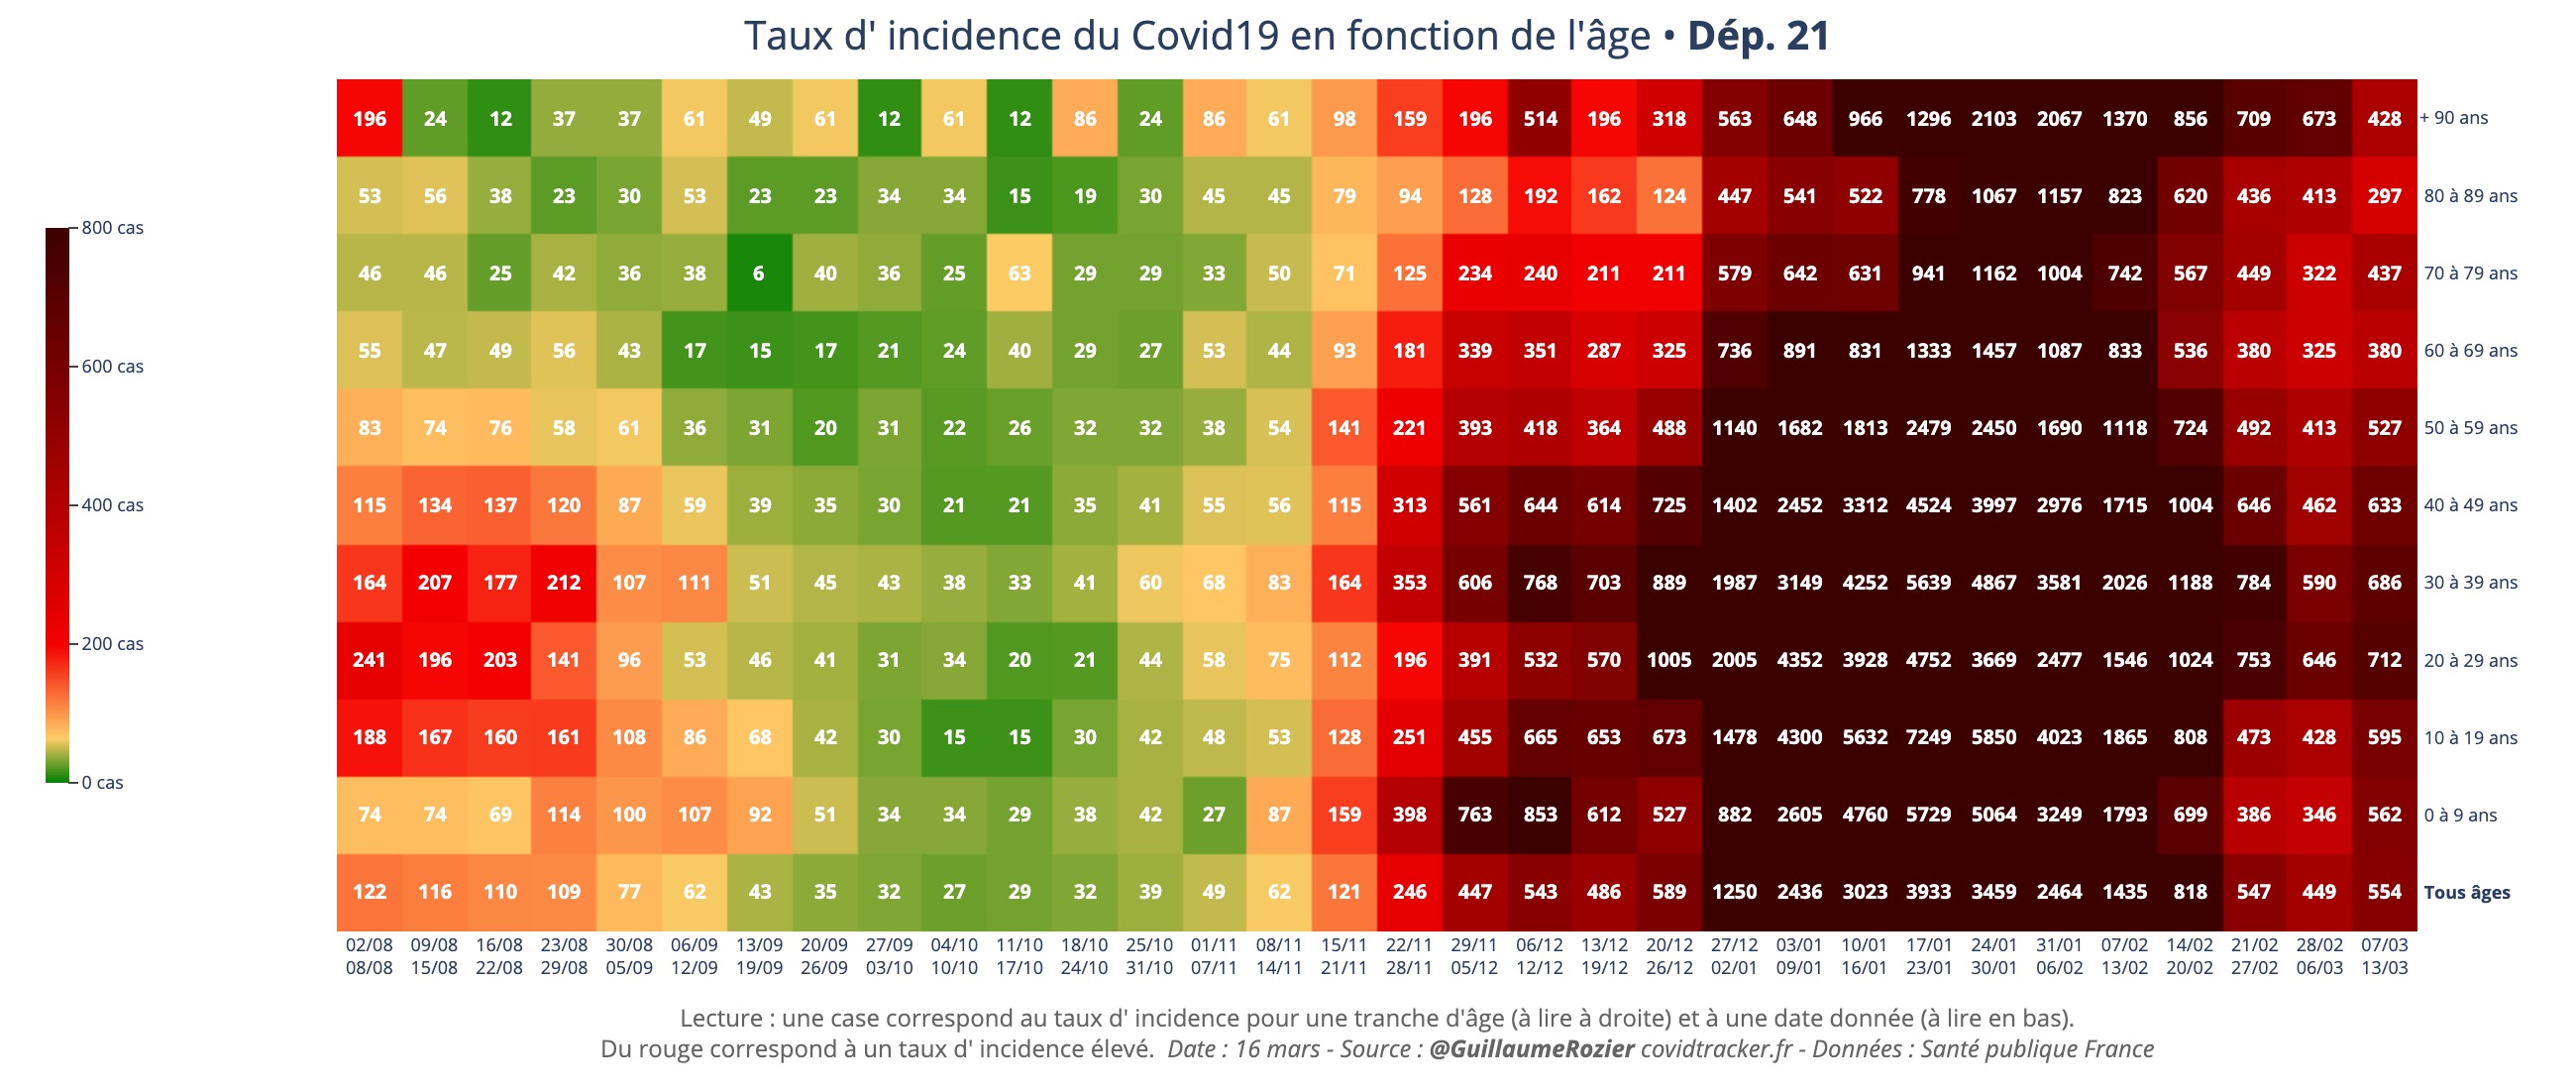 Taux d' incidence du Covid19 en fonction de l'âge • Dép. 21
196 24 12 37 37 61 49 61 12 61 12 86 24 86 61 98 159 196 514 196 318 563 648 966 1296 2103 2067 1370 856 709 673 428 + 90 ans
53 56 38 23 30 53 23 23 34 34 15 19 30 45 45 79 94 128 192 162 124 447 541 522 778 1067 1157 823 620 436 413 297 80 à 89 ans
800 cas
46 46 25 42 36 38 6 40 36 25 63 29 29 33 50 71 125 234 240 211 211 579 642 631 941 1162 1004 742 567 449 322 437 70 à 79 ans
55 47 49 56 43 17 15 17 21 24 40 29 27 53 44 93 181 339 351 287 325 736 891 831 1333 1457 1087 833 536 380 325 380 60 à 69 ans
600 cas
83 74 76 58 61 36 31 20 31 22 26 32 32 38 54 141 221 393 418 364 488 1140 1682 1813 2479 2450 1690 1118 724 492 413 527 50 à 59 ans
400 cas
115 134 137 120 87 59 39 35 30 21 21 35 41 55 56 115 313 561 644 614 725 1402 2452 3312 4524 3997 2976 1715 1004 646 462 633 40 à 49 ans
164 207 177 212 107 111 51 45 43 38 33 41 60 68 83 164 353 606 768 703 889 1987 3149 4252 5639 4867 3581 2026 1188 784 590 686 30 à 39 ans
200 cas
241 196 203 141 96 53 46 41 31 34 20 21 44 58 75 112 196 391 532 570 1005 2005 4352 3928 4752 3669 2477 1546 1024 753 646 712 20 à 29 ans
188 167 160 161 108 86 68 42 30 15 15 30 42 48 53 128 251 455 665 653 673 1478 4300 5632 7249 5850 4023 1865 808 473 428 595 10 à 19 ans
0 cas
74 74 69 114 100 107 92 51 34 34 29 38 42 27 87 159 398 763 853 612 527 882 2605 4760 5729 5064 3249 1793 699 386 346 562 0 à 9 ans
122 116 110 109 77 62 43 35 32 27 29 32 39 49 62 121 246 447 543 486 589 1250 2436 3023 3933 3459 2464 1435 818 547 449 554 Tous âges
02/08 09/08 16/08 23/08 30/08 06/09 13/09 20/09 27/09 04/10 11/10 18/10 25/10 01/11 08/11 15/11 22/11 29/11 06/12 13/12 20/12 27/12 03/01 10/01 17/01 24/01 31/01 07/02 14/02 21/02 28/02 07/03
08/08 15/08 22/08 29/08 05/09 12/09 19/09 26/09 03/10 10/10 17/10 24/10 31/10 07/11 14/11 21/11 28/11 05/12 12/12 19/12 26/12 02/01 09/01 16/01 23/01 30/01 06/02 13/02 20/02 27/02 06/03 13/03
Lecture : une case correspond au taux d' incidence pour une tranche d'âge (à lire à droite) et à une date donnée (à lire en bas).
Du rouge correspond à un taux d' incidence élevé. Date : 16 mars - Source : @GuillaumeRozier covidtracker.fr - Données : Santé publique France